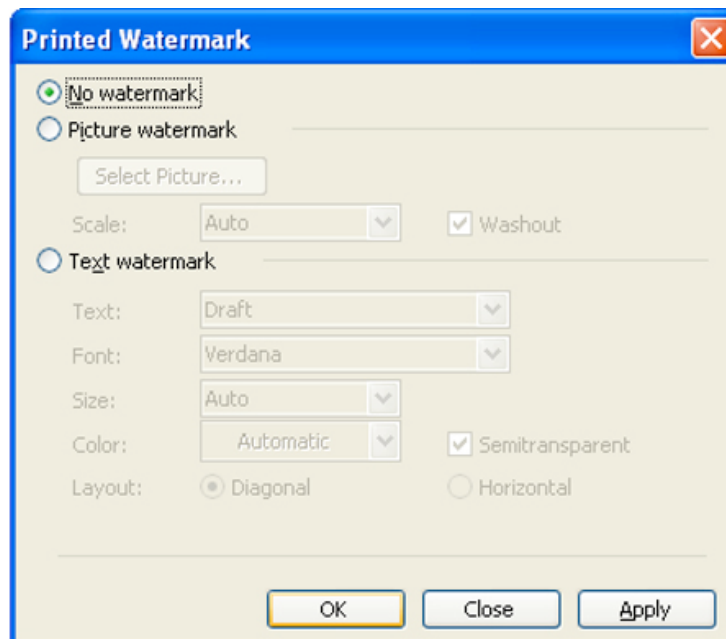 Printed Watermark
No watermark
Picture watermark
Select Picture...
Scale: Auto Washout
Text watermark
Text: Draft
Font: Verdana
Size: Auto
Color: Automatic Semitransparent
Layout: Diagonal Horizontal
OK Close Apply